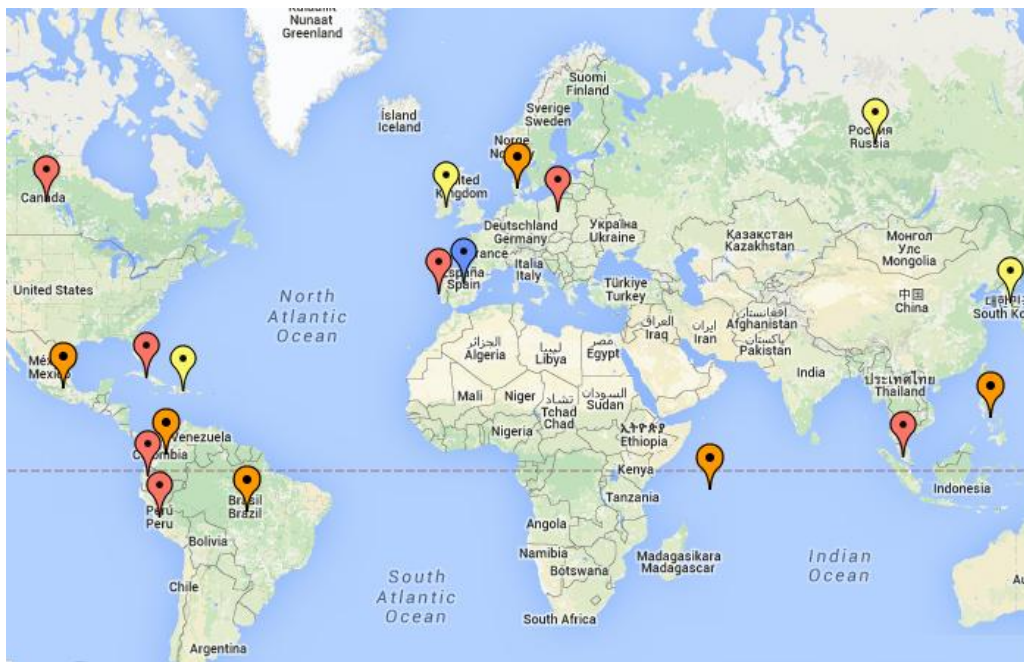 Kalaallit
Nunaat
Greenland
Ísland
Iceland
Suomi
Finland
Sverige
Sweden
Norge
United
Kingdom
Россия
Russia
Canada
Deutschland
Germany
Україна
Ukraine
Қазақстан
Kazakhstan
Монгол
Улс
Mongolia
France
España
Spain
Italia
Italy
Türkiye
Turkey
United States
North
Atlantic
Ocean
العراق
Iraq
ایران
Iran
افغانستان
Afghanistan
پاکستان
Pakistan
中国
China
South Ko
الجزائر
Algeria
ليبيا
Libya
مصر
Egypt
India
ประเทศไทย
Thailand
Méxi
Mexico
Mali
Niger
تشاد
Tchad
Chad
السودان
Sudan
Nigeria
ኢትዮጵያ
Ethiopia
Venezuela
Colombia
Kenya
Indonesia
Tanzania
Perú
Peru
Brasil
Brazil
Bolivia
Angola
Namibia
Botswana
Madagasikara
Madagascar
Indian
Ocean
Chile
South
Atlantic
Ocean
South Africa
Argentina
Au